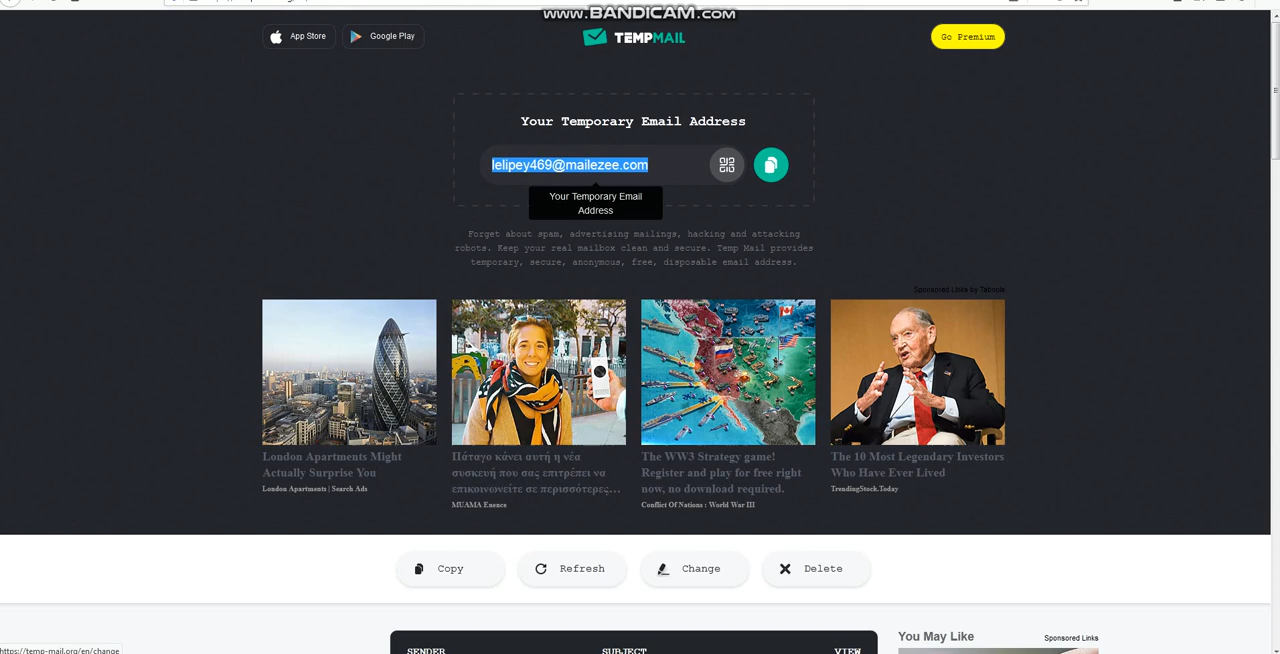 www.BANDICAM.com
App Store
Google Play
TEMPMAIL
Go Premium
Your Temporary Email Address
lelipey469@mailezee.com
Your Temporary Email
Address
Forget about spam, advertising mailings, hacking and attacking
robots. Keep your real mailbox clean and secure. Temp Mail provides
temporary, secure, anonymous, free, disposable email address.
Sponsored Links by Taboola
London Apartments Might
Actually Surprise You
London Apartments | Search Ads
Πάταγο κάνει αυτή η νέα
συσκευή που σας επιτρέπει να
επικοινωνείτε σε περισσότερες…
MUAMA Enence
The WW3 Strategy game!
Register and play for free right
now, no download required.
Conflict Of Nations : World War III
The 10 Most Legendary Investors
Who Have Ever Lived
TrendingStock.Today
Copy
Refresh
Change
Delete
You May Like
Sponsored Links
SENDER
SUBJECT
VIEW
https://temp-mail.org/en/change